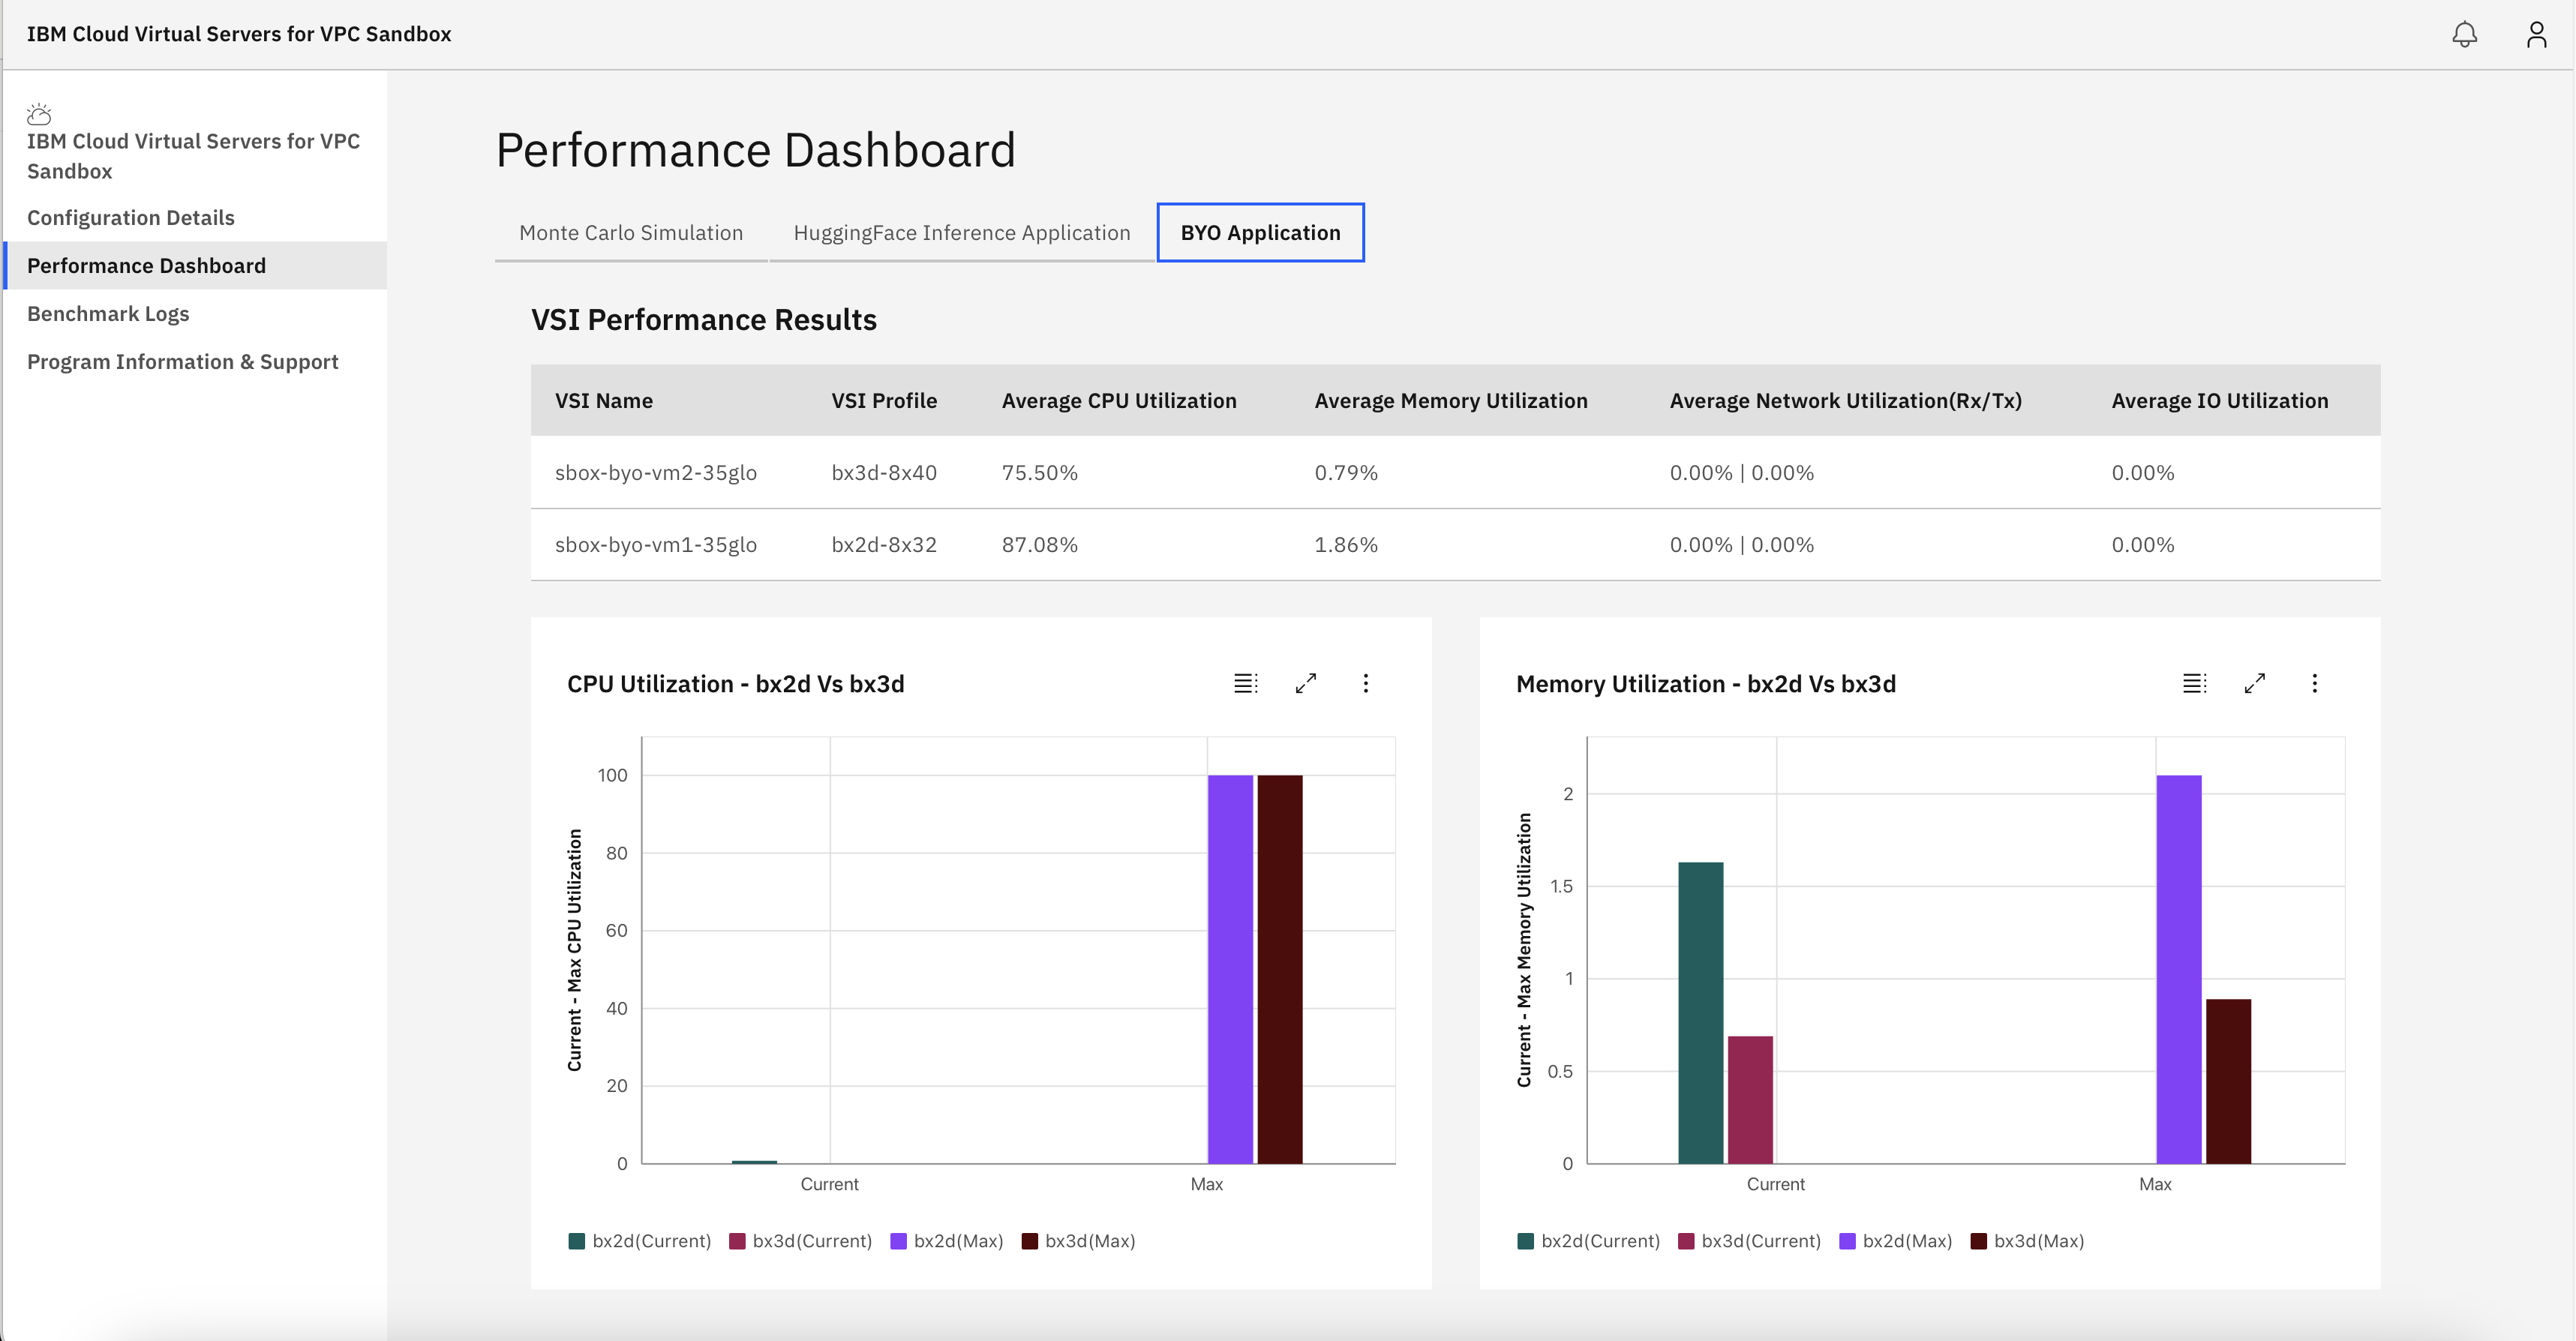 IBM Cloud Virtual Servers for VPC Sandbox
IBM Cloud Virtual Servers for VPC
Sandbox
Configuration Details
Performance Dashboard
Benchmark Logs
Program Information & Support
Performance Dashboard
Monte Carlo Simulation HuggingFace Inference Application BYO Application
VSI Performance Results
VSI Name VSI Profile Average CPU Utilization Average Memory Utilization Average Network Utilization(Rx/Tx) Average IO Utilization
sbox-byo-vm2-35glo bx3d-8x40 75.50% 0.79% 0.00% | 0.00% 0.00%
sbox-byo-vm1-35glo bx2d-8x32 87.08% 1.86% 0.00% | 0.00% 0.00%
CPU Utilization - bx2d Vs bx3d
Current - Max CPU Utilization
100
80
60
40
20
0
Current Max
bx2d(Current) bx3d(Current) bx2d(Max) bx3d(Max)
Memory Utilization - bx2d Vs bx3d
Current - Max Memory Utilization
2
1.5
1
0.5
0
Current Max
bx2d(Current) bx3d(Current) bx2d(Max) bx3d(Max)